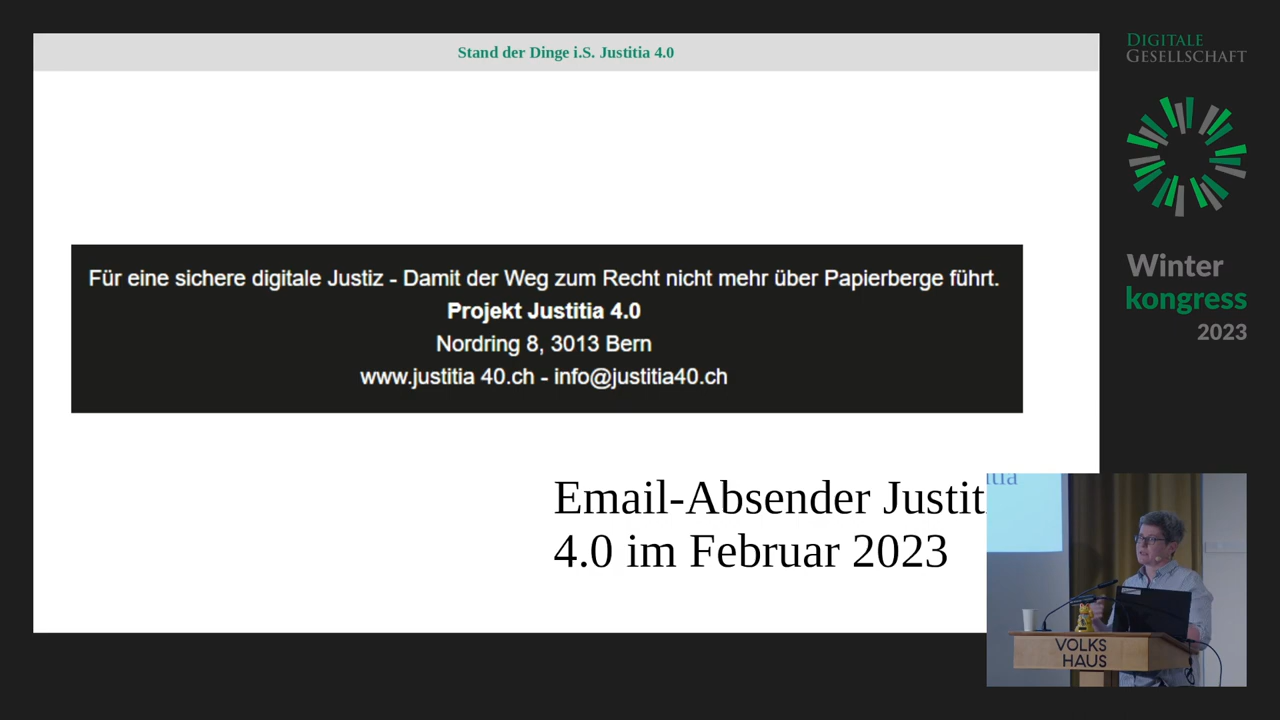 Stand der Dinge i.S. Justitia 4.0
DIGITALE
GESELLSCHAFT
Winter
kongress
2023
Für eine sichere digitale Justiz - Damit der Weg zum Recht nicht mehr über Papierberge führt.
Projekt Justitia 4.0
Nordring 8, 3013 Bern
www.justitia 40.ch - info@justitia40.ch
Email-Absender Justiti
4.0 im Februar 2023
VOLKS
HAUS